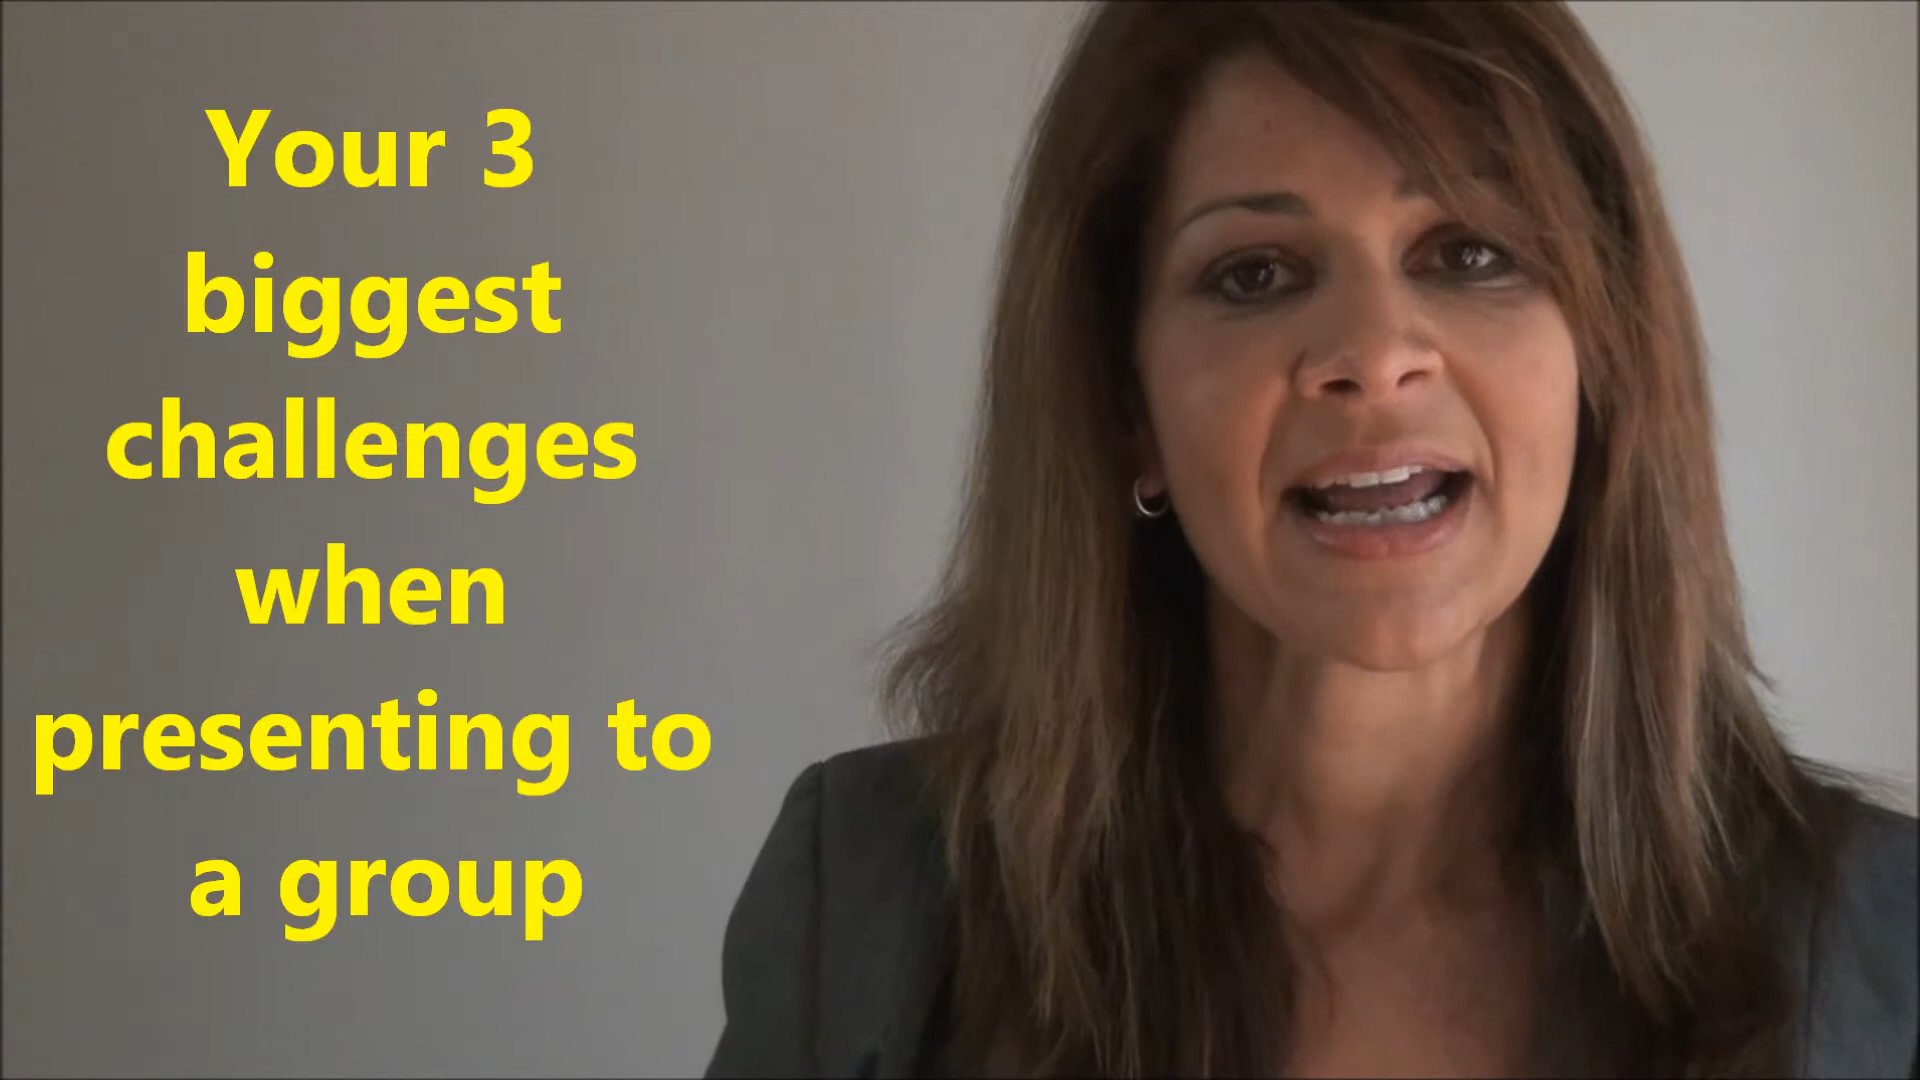 Your 3
biggest
challenges
when
presenting to
a group